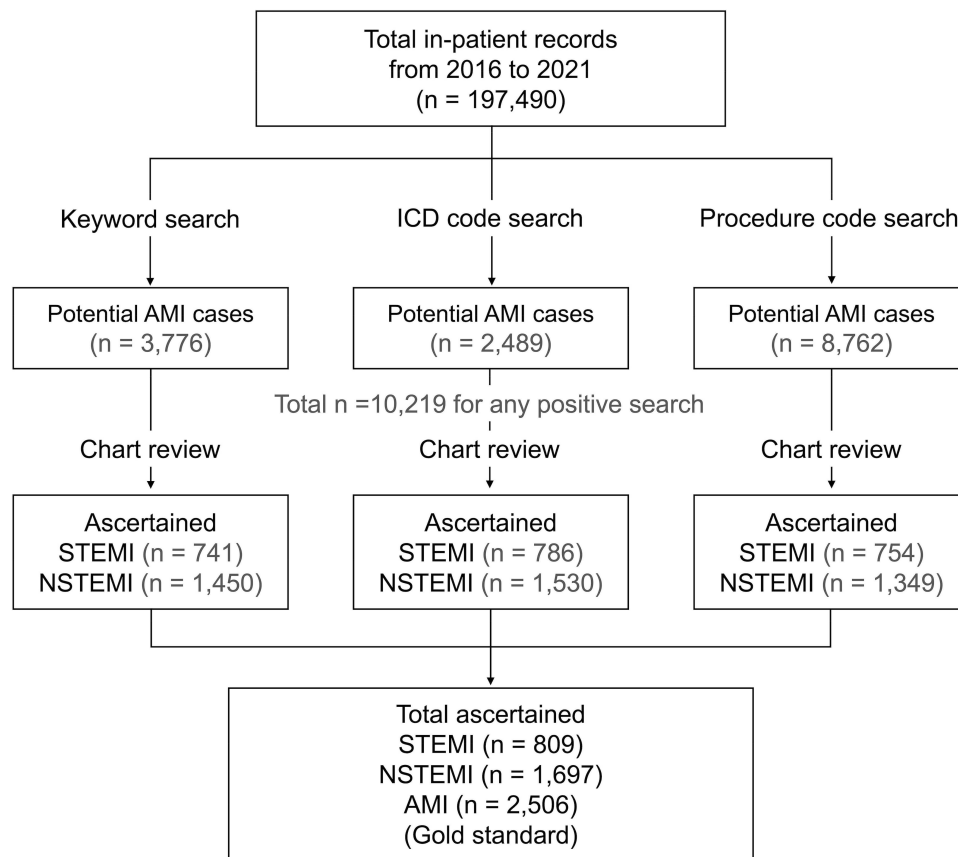 Total in-patient records
from 2016 to 2021
(n = 197,490)
Keyword search
ICD code search
Procedure code search
Potential AMI cases
(n = 3,776)
Potential AMI cases
(n = 2,489)
Potential AMI cases
(n = 8,762)
Total n =10,219 for any positive search
Chart review
Chart review
Chart review
Ascertained
STEMI (n = 741)
NSTEMI (n = 1,450)
Ascertained
STEMI (n = 786)
NSTEMI (n = 1,530)
Ascertained
STEMI (n = 754)
NSTEMI (n = 1,349)
Total ascertained
STEMI (n = 809)
NSTEMI (n = 1,697)
AMI (n = 2,506)
(Gold standard)